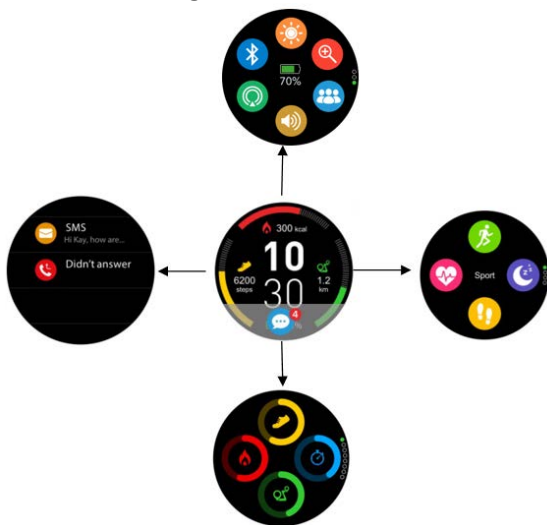 70%
SMS
Hi Kay, how are...
Didn't answer
300 kcal
10
30
6200
steps
1.2
km
4
%
Sport
z z